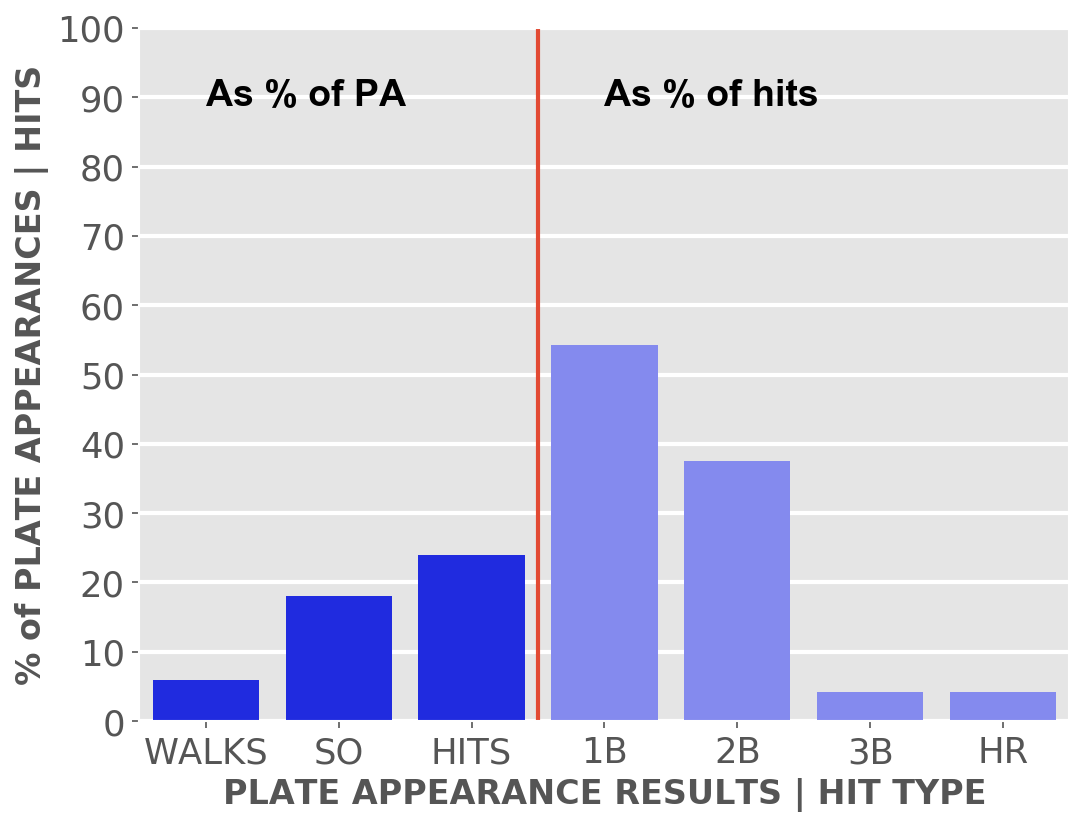 100
90
80
70
60
50
40
30
20
10
0
% of PLATE APPEARANCES | HITS
As % of PA
As % of hits
WALKS SO HITS 1B 2B 3B HR
PLATE APPEARANCE RESULTS | HIT TYPE